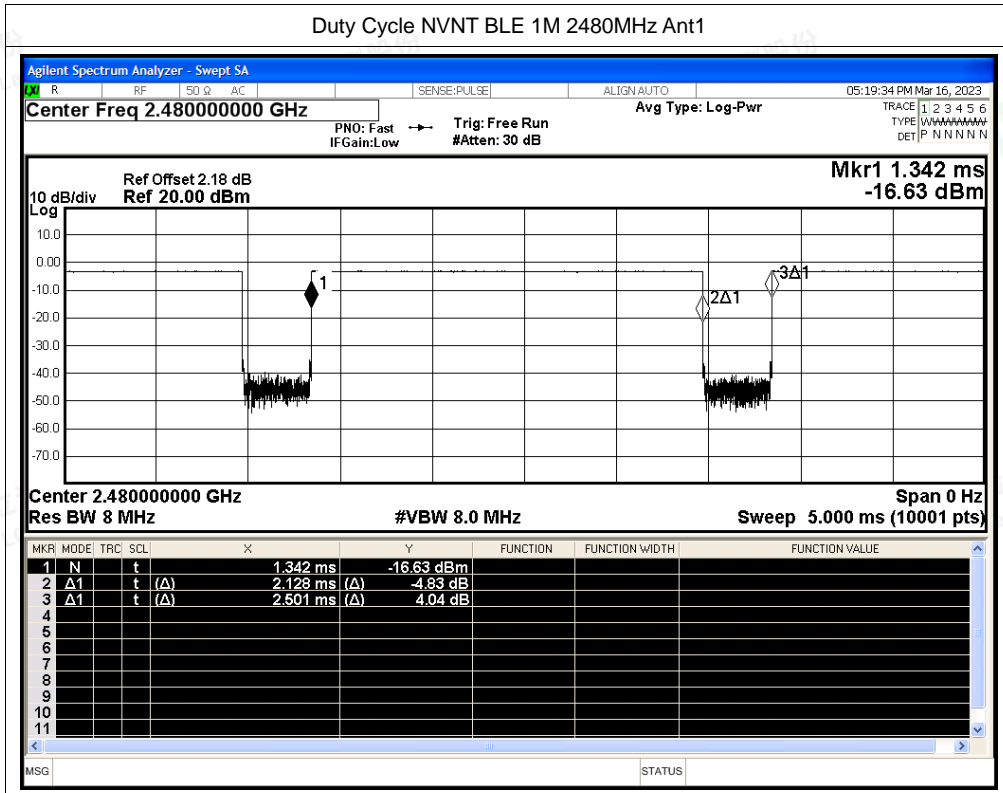 Duty Cycle NVNT BLE 1M 2480MHz Ant1
Agilent Spectrum Analyzer - Swept SA
LXI R RF 50 Ω AC SENSE:PULSE ALIGN AUTO 05:19:34 PM Mar 16, 2023
Center Freq 2.480000000 GHz Avg Type: Log-Pwr TRACE 1 2 3 4 5 6
PNO: Fast Trig: Free Run TYPE WWWWWW
IFGain:Low #Atten: 30 dB DET P N N N N N
Mkr1 1.342 ms
Ref Offset 2.18 dB
10 dB/div Ref 20.00 dBm -16.63 dBm
Log
10.0
0.00
3Δ1
-10.0
1
2Δ1
-20.0
-30.0
-40.0
-50.0
-60.0
-70.0
Center 2.480000000 GHz Span 0 Hz
Res BW 8 MHz #VBW 8.0 MHz Sweep 5.000 ms (10001 pts)
MKR MODE TRC SCL X Y FUNCTION FUNCTION WIDTH FUNCTION VALUE
1 N t 1.342 ms -16.63 dBm
2 Δ1 t (Δ) 2.128 ms (Δ) -4.83 dB
3 Δ1 t (Δ) 2.501 ms (Δ) 4.04 dB
4
5
6
7
8
9
10
11
MSG STATUS